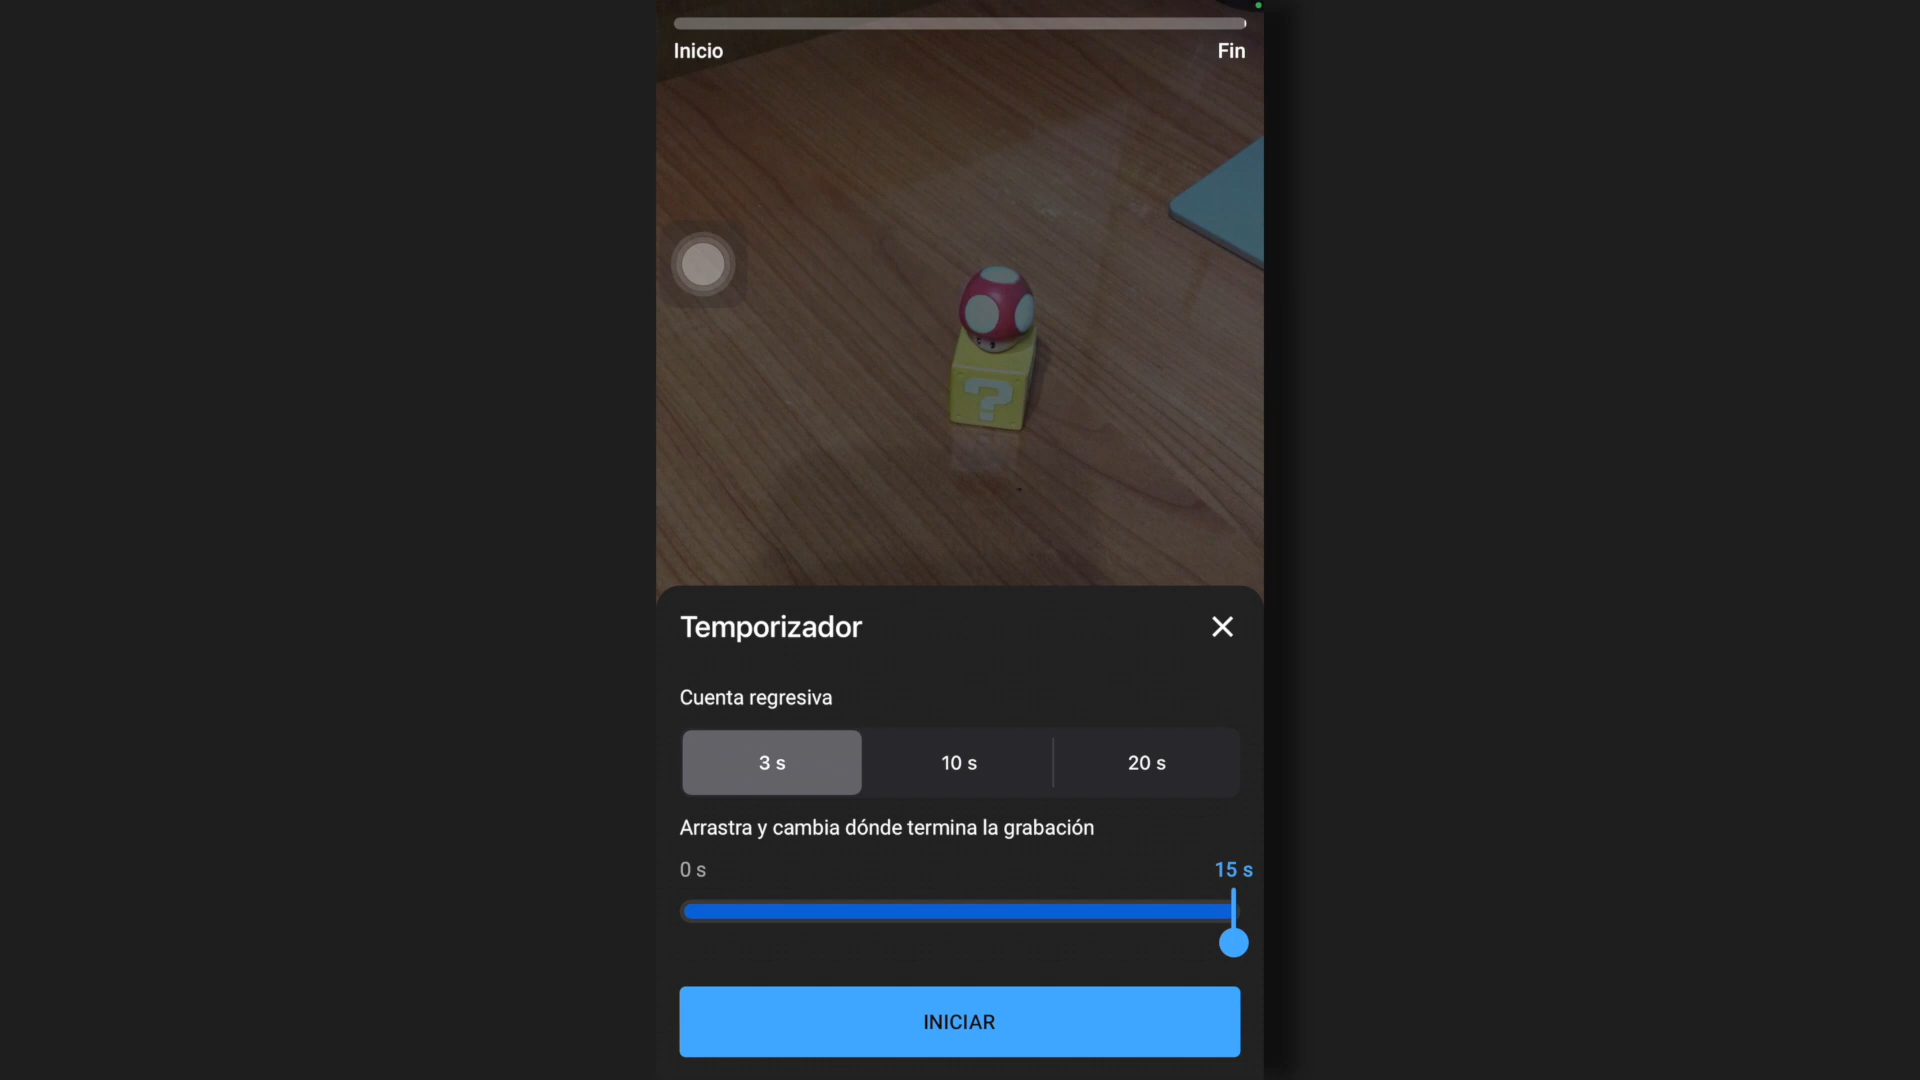 Inicio Fin
?
Temporizador
Cuenta regresiva
3 s 10 s 20 s
Arrastra y cambia dónde termina la grabación
0 s 15 s
INICIAR